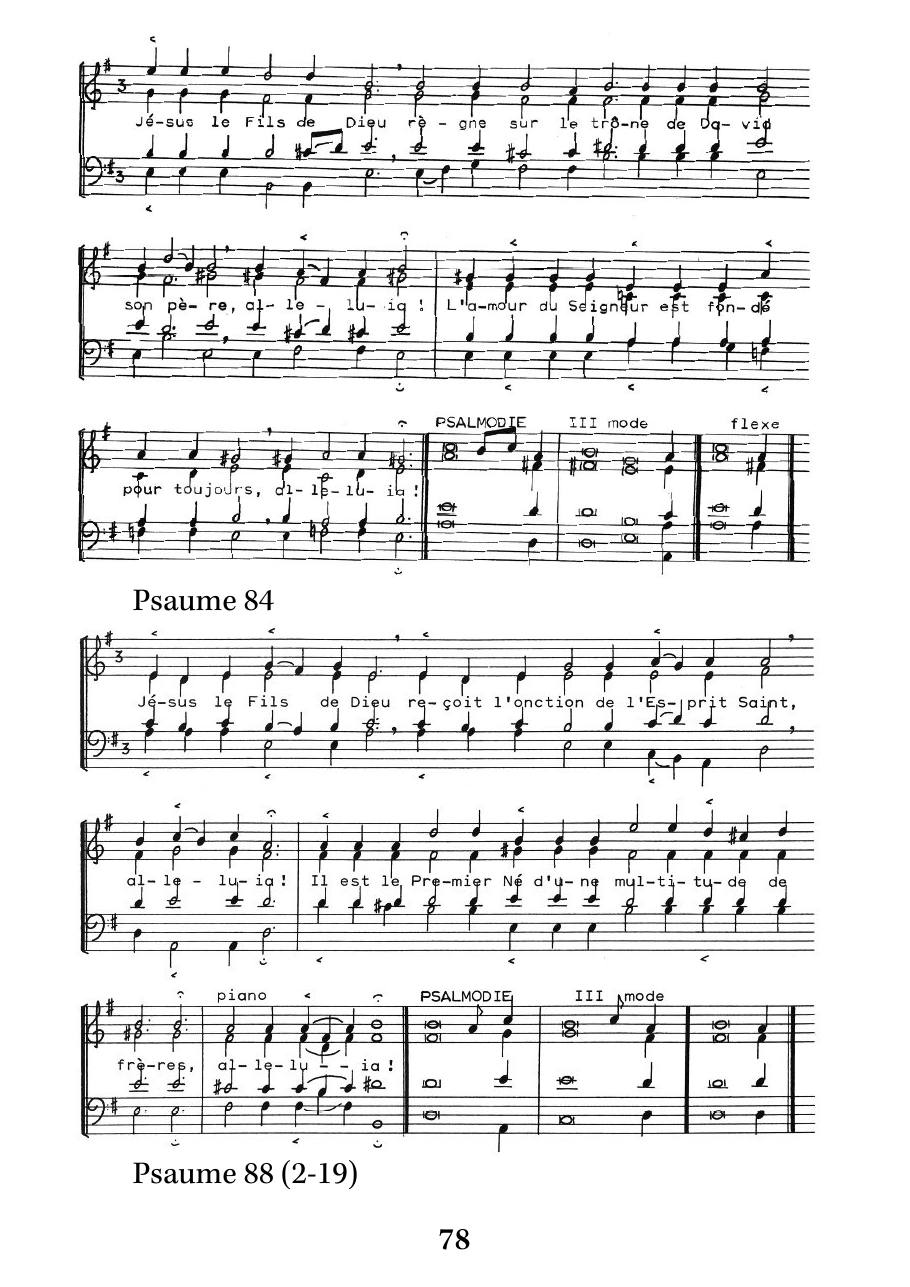 3
Jé-sus le Fils de Dieu rè - gne sur le trô-ne de Da-vid
3
son pè- re, al- le - lu- ia ! L'a-mour du Seigneur est fon-dé
PSALMODIE III mode flexe
pour toujours, al-le-lu- ia !
Psaume 84
3
Jé-sus le Fils de Dieu re-çoit l'onction de l'Es-prit Saint,
3
al-le - lu-ia! Il est le Pre-mier Né d'u-ne mul-ti-tu-de de
piano PSALMODIE III mode
frè-res, al-le-lu - - ia !
Psaume 88 (2-19)
78